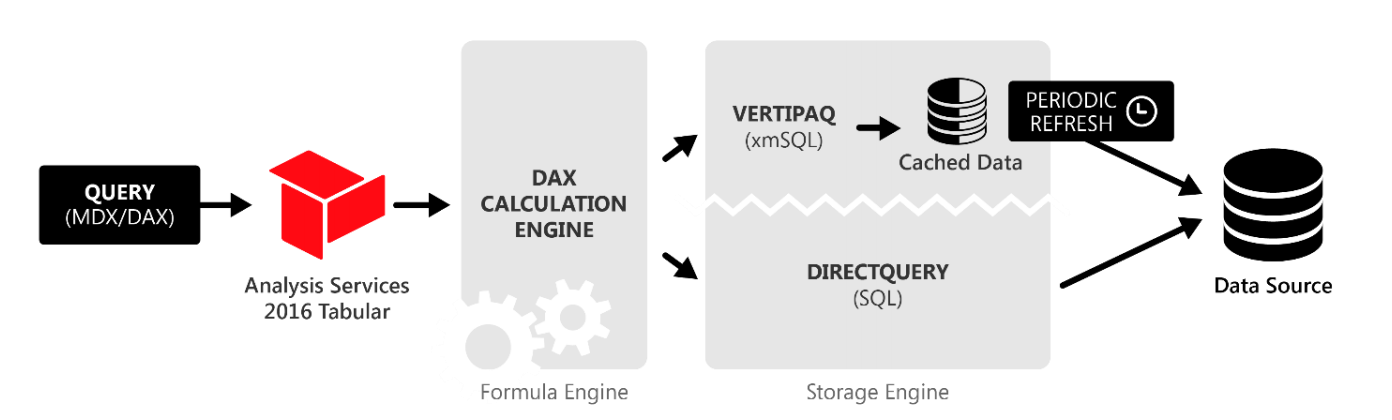 QUERY
(MDX/DAX)
Analysis Services
2016 Tabular
DAX
CALCULATION
ENGINE
Formula Engine
VERTIPAQ
(xmSQL)
Cached Data
PERIODIC
REFRESH
DIRECTQUERY
(SQL)
Storage Engine
Data Source